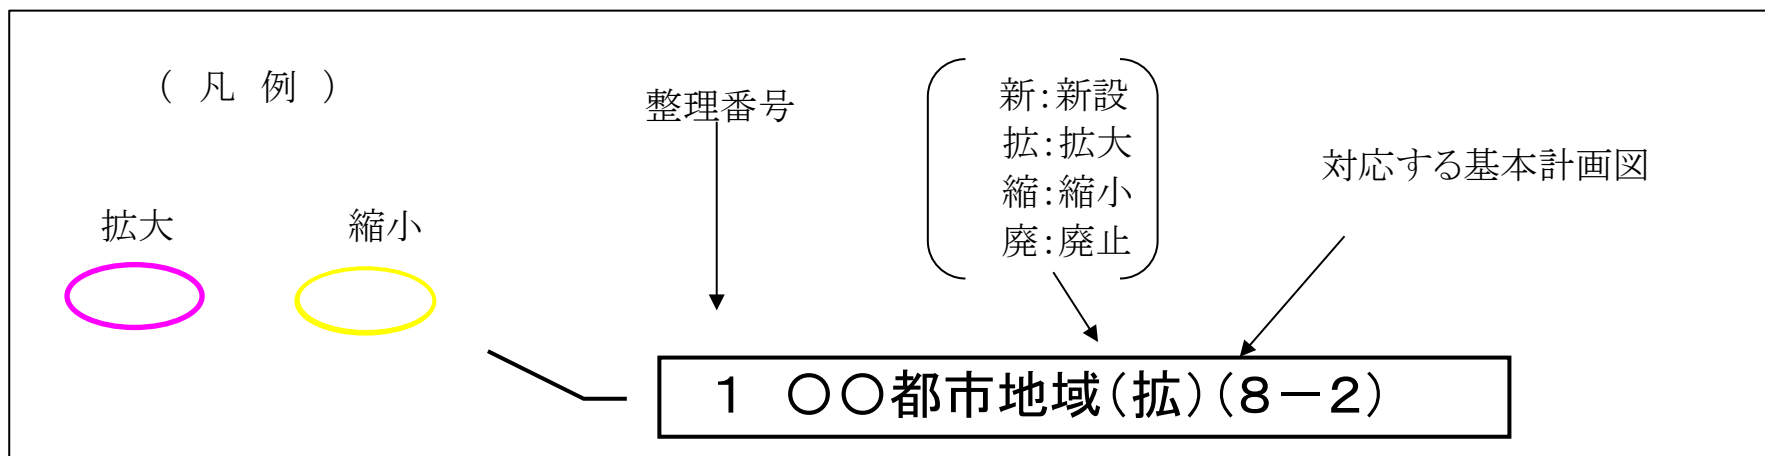 ( 凡 例 )
整理番号
新:新設
拡:拡大
縮:縮小
廃:廃止
対応する基本計画図
拡大 縮小
1 ○○都市地域(拡)(8-2)